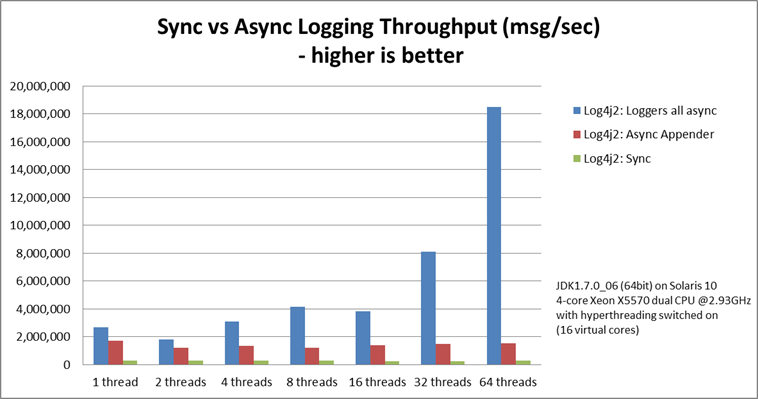 Sync vs Async Logging Throughput (msg/sec)
- higher is better
20,000,000
18,000,000
16,000,000
14,000,000
12,000,000
10,000,000
8,000,000
6,000,000
4,000,000
2,000,000
0
1 thread
2 threads
4 threads
8 threads
16 threads
32 threads
64 threads
Log4j2: Loggers all async
Log4j2: Async Appender
Log4j2: Sync
JDK1.7.0_06 (64bit) on Solaris 10
4-core Xeon X5570 dual CPU @2.93GHz
with hyperthreading switched on
(16 virtual cores)